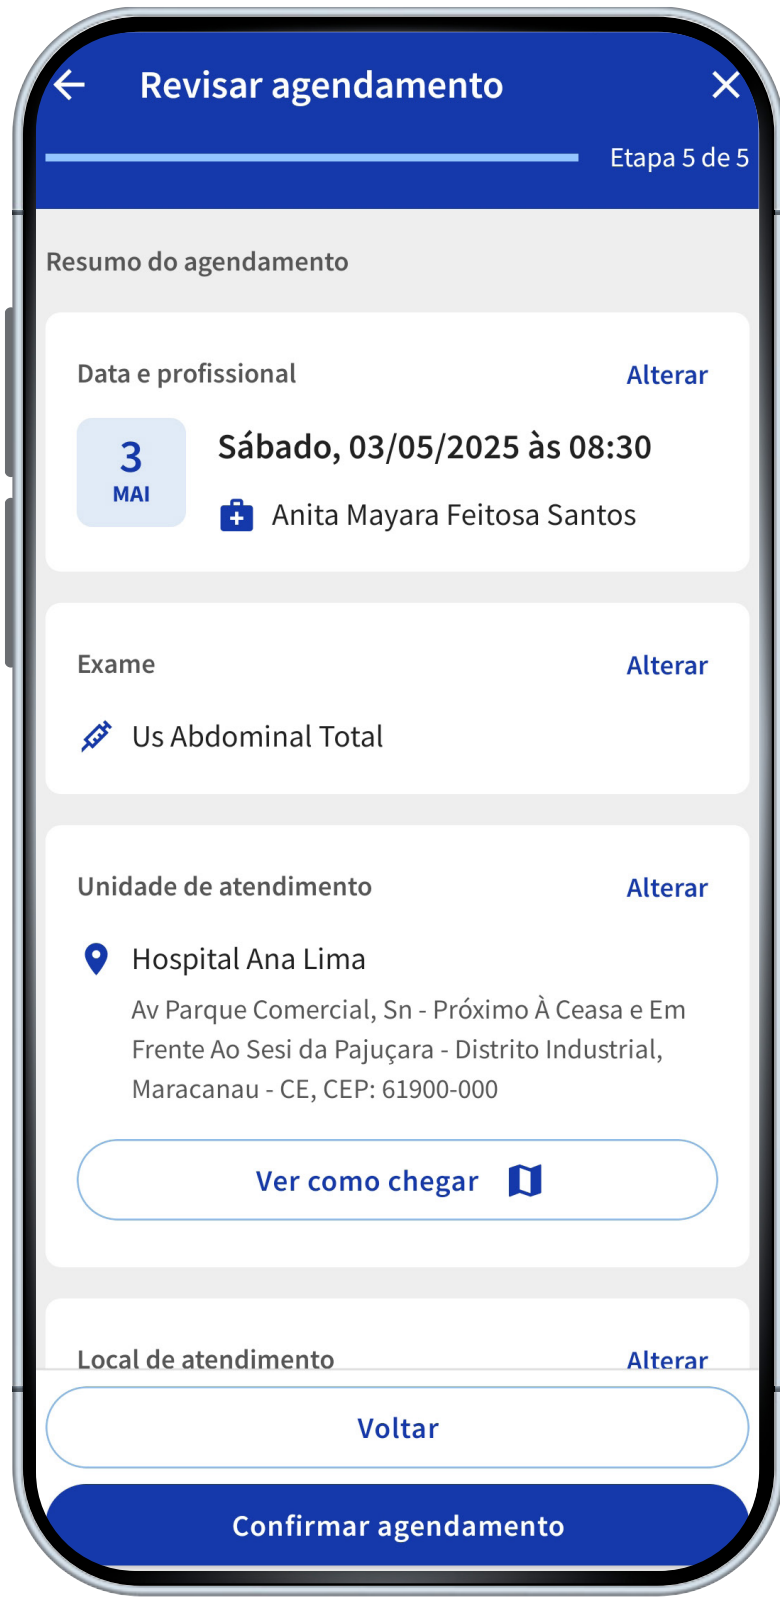 Revisar agendamento
Etapa 5 de 5
Resumo do agendamento
Data e profissional
Alterar
3
MAI
Sábado, 03/05/2025 às 08:30
Anita Mayara Feitosa Santos
Exame
Alterar
Us Abdominal Total
Unidade de atendimento
Alterar
Hospital Ana Lima
Av Parque Comercial, Sn - Próximo À Ceasa e Em
Frente Ao Sesi da Pajuçara - Distrito Industrial,
Maracanau - CE, CEP: 61900-000
Ver como chegar
Local de atendimento
Alterar
Voltar
Confirmar agendamento